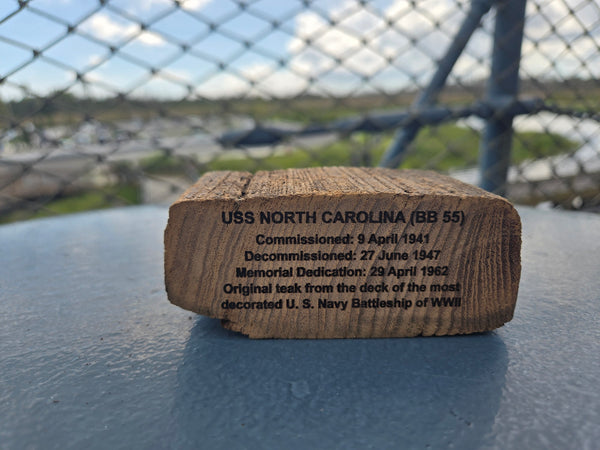 USS NORTH CAROLINA (BB 55)
Commissioned: 9 April 1941
Decommissioned: 27 June 1947
Memorial Dedication: 29 April 1962
Original teak from the deck of the most
decorated U. S. Navy Battleship of WWII